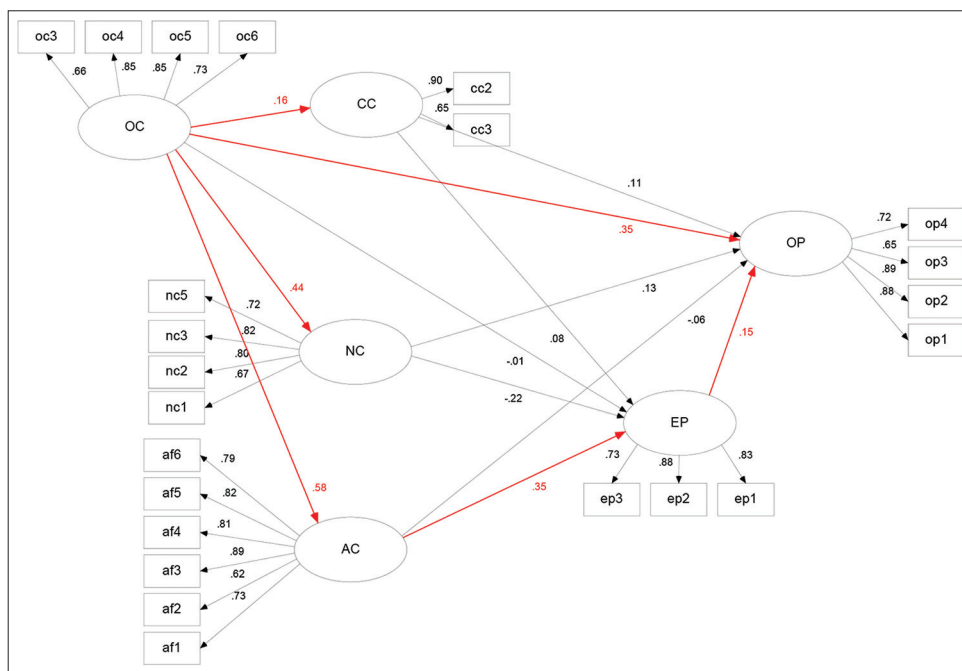 oc3 oc4 oc5 oc6
.66 .85 .85 .73
OC
.16
CC
.90 cc2
.65 cc3
.11
.35
OP
.72 op4
.65 op3
.89 op2
.88 op1
.44
nc5 .72
nc3 .82
nc2 .80
nc1 .67
NC
.13
-.06
.08
-.01
-.22
.15
EP
.73 .88 .83
ep3 ep2 ep1
.58
.35
AC
af6 .79
af5 .82
af4 .81
af3 .89
af2 .62
af1 .73